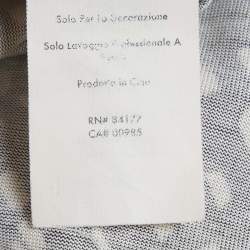 Solo Per La Decorazione
Solo Lavaggio Professionale A
Prodotto In Cina
RN# 84177
CA# 00985